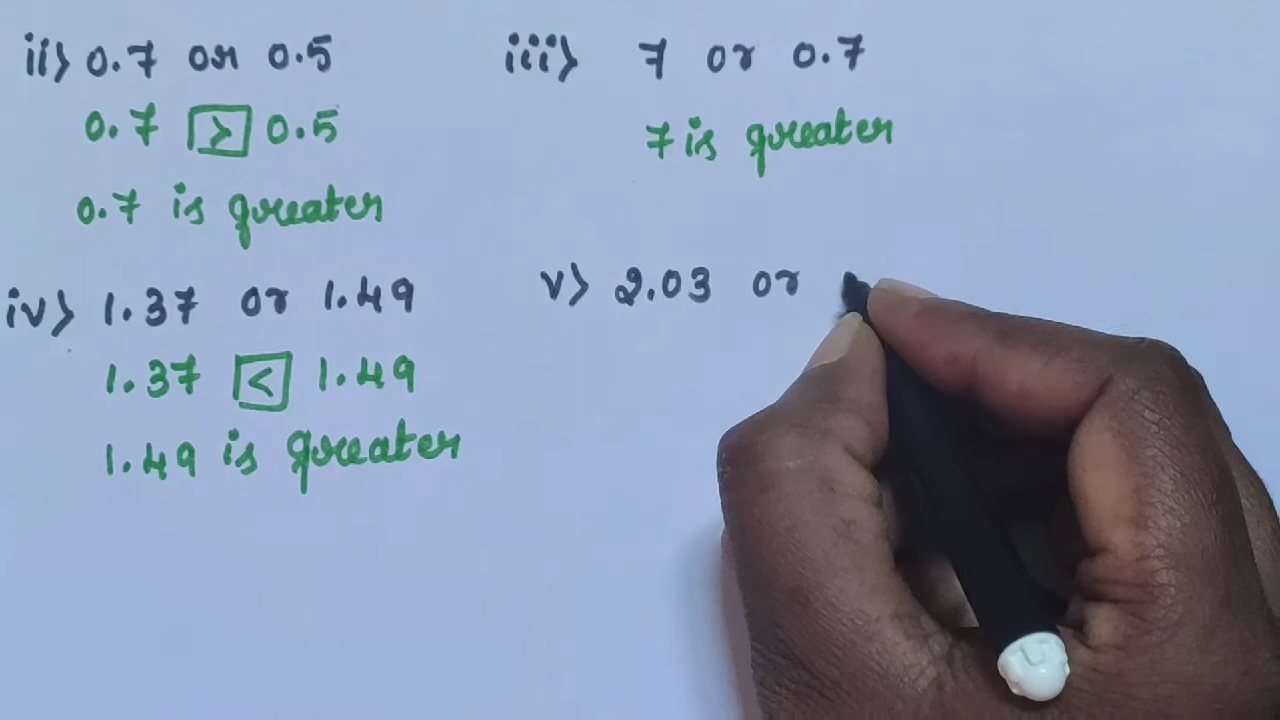 ii) 0.7 or 0.5
0.7 > 0.5
0.7 is greater
iii) 7 or 0.7
7 is greater
iv) 1.37 or 1.49
1.37 < 1.49
1.49 is greater
v) 2.03 or